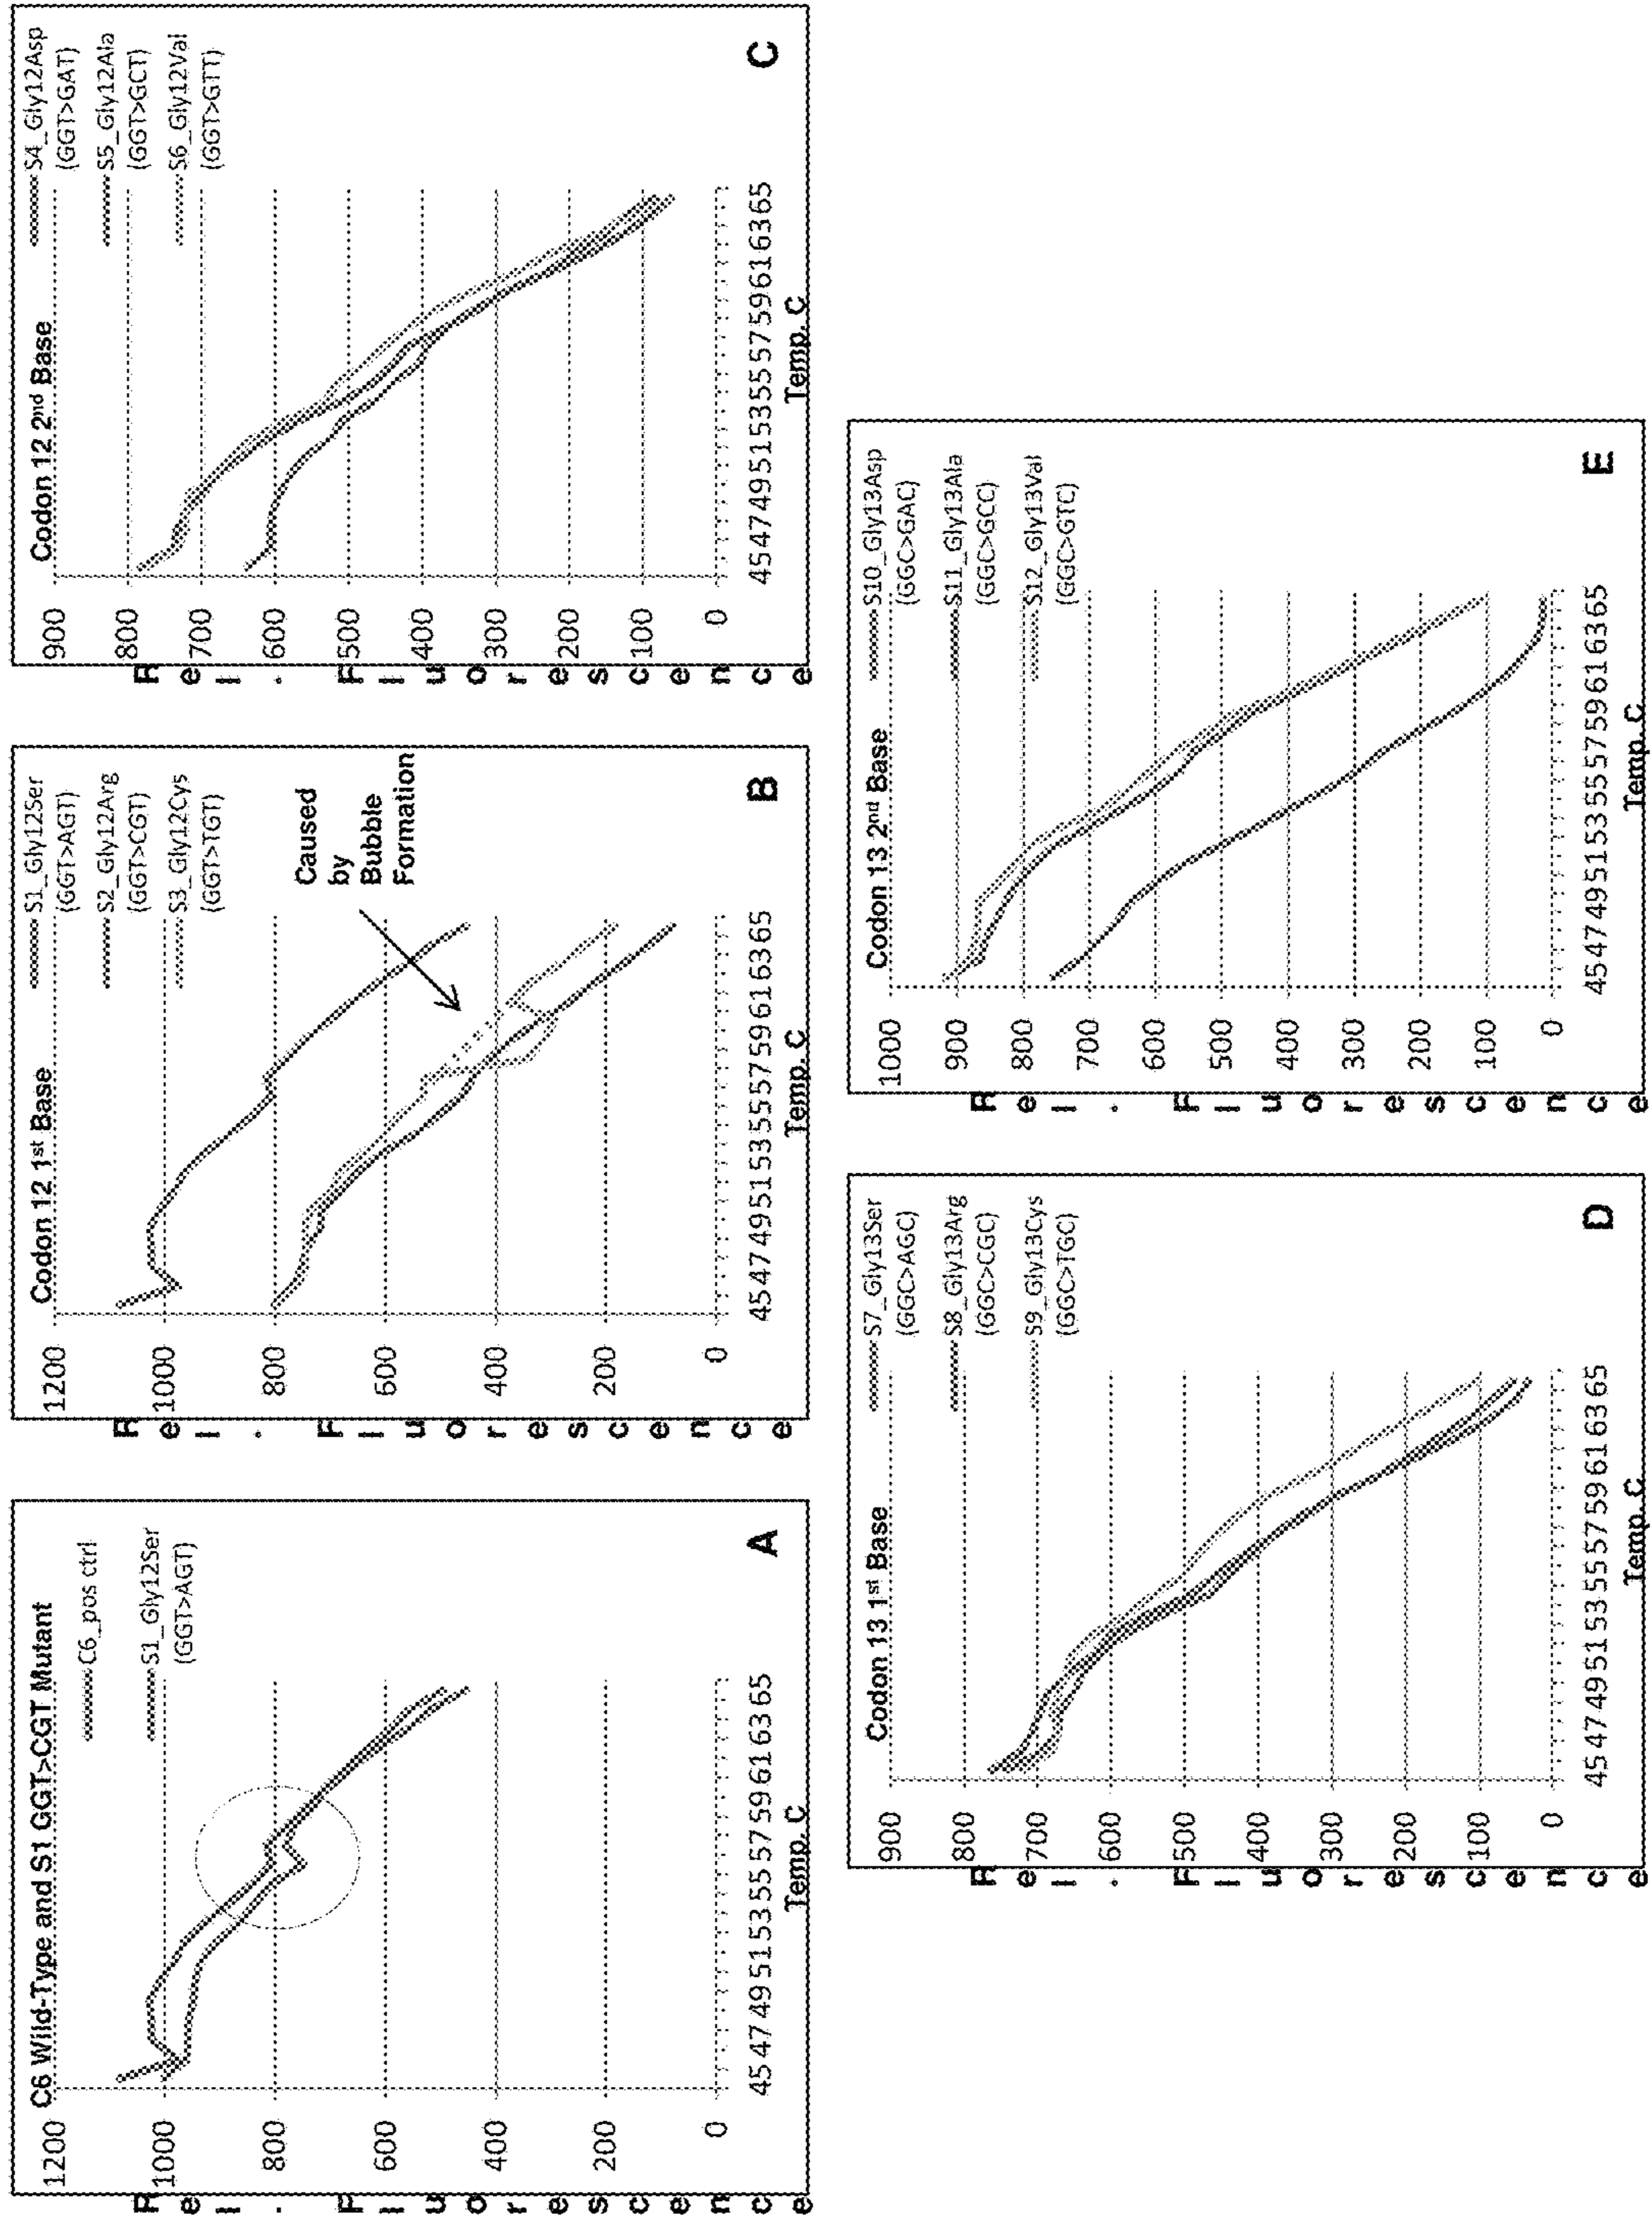 C6 Wild-Type and S1 GGT>CGT Mutant
C6_pos ctrl
S1_Gly12Ser
(GGT>AGT)
1200
1000
800
600
400
200
0
Rel. Fluorescence
45 47 49 51 53 55 57 59 61 63 65
Temp. C
A
Codon 12 1st Base
S1_Gly12Ser
(GGT>AGT)
S2_Gly12Arg
(GGT>CGT)
S3_Gly12Cys
(GGT>TGT)
Caused
by
Bubble
Formation
1200
1000
800
600
400
200
0
Rel. Fluorescence
45 47 49 51 53 55 57 59 61 63 65
Temp. C
B
Codon 12 2nd Base
S4_Gly12Asp
(GGT>GAT)
S5_Gly12Ala
(GGT>GCT)
S6_Gly12Val
(GGT>GTT)
900
800
700
600
500
400
300
200
100
0
Rel. Fluorescence
45 47 49 51 53 55 57 59 61 63 65
Temp. C
C
Codon 13 1st Base
S7_Gly13Ser
(GGC>AGC)
S8_Gly13Arg
(GGC>CGC)
S9_Gly13Cys
(GGC>TGC)
900
800
700
600
500
400
300
200
100
0
Rel. Fluorescence
45 47 49 51 53 55 57 59 61 63 65
Temp. C
D
Codon 13 2nd Base
S10_Gly13Asp
(GGC>GAC)
S11_Gly13Ala
(GGC>GCC)
S12_Gly13Val
(GGC>GTC)
1000
900
800
700
600
500
400
300
200
100
0
Rel. Fluorescence
45 47 49 51 53 55 57 59 61 63 65
Temp. C
E